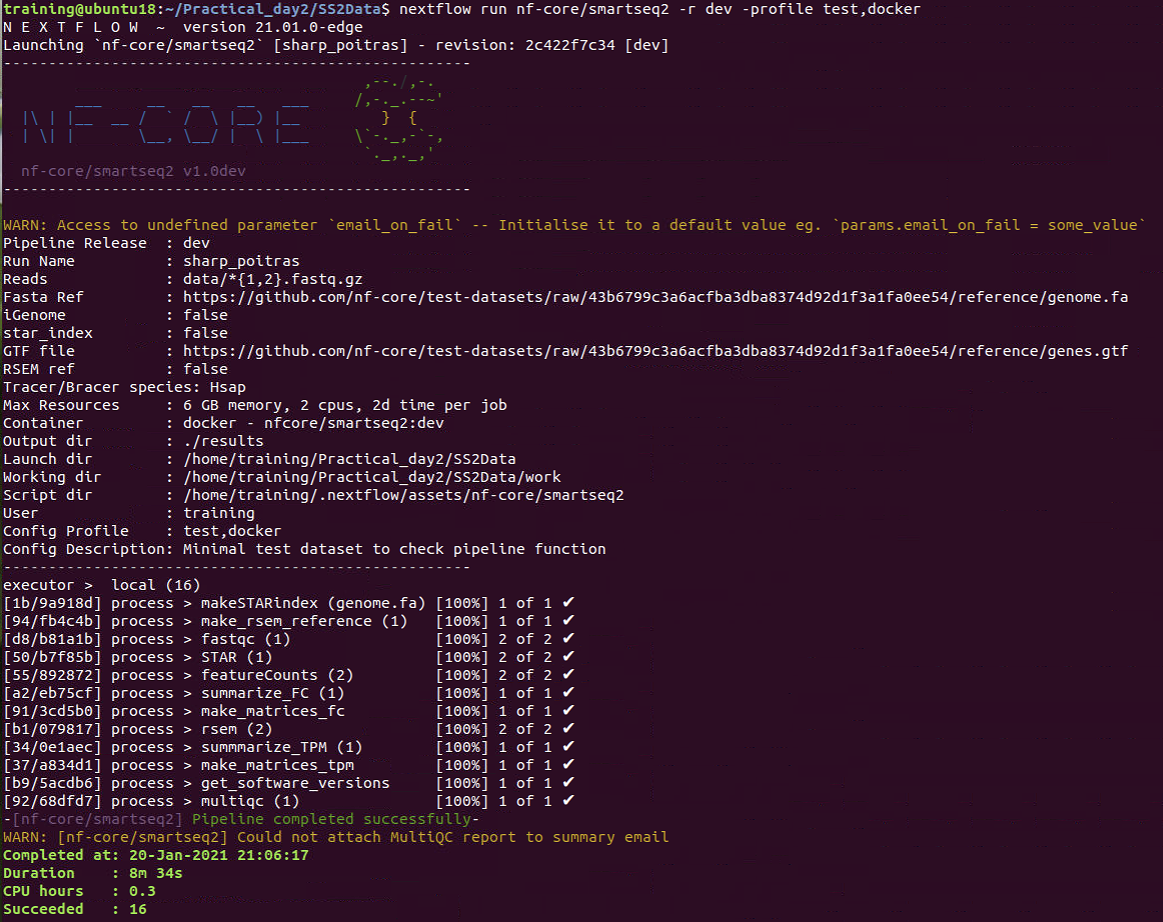 training@ubuntu18:~/Practical_day2/SS2Data$ nextflow run nf-core/smartseq2 -r dev -profile test,docker
N E X T F L O W  ~  version 21.01.0-edge
Launching `nf-core/smartseq2` [sharp_poitras] - revision: 2c422f7c34 [dev]
----------------------------------------------------
                                        ,--./,-.
        ___     __   __   __   ___     /,-._.--~'
  |\ | |__  __ /  ` /  \ |__) |__         }  {
  | \| |       \__, \__/ |  \ |___     \`-._,-`-,
                                        `._,._,'
  nf-core/smartseq2 v1.0dev
----------------------------------------------------
WARN: Access to undefined parameter `email_on_fail` -- Initialise it to a default value eg. `params.email_on_fail = some_value`
Pipeline Release  : dev
Run Name          : sharp_poitras
Reads             : data/*{1,2}.fastq.gz
Fasta Ref         : https://github.com/nf-core/test-datasets/raw/43b6799c3a6acfba3dba8374d92d1f3a1fa0ee54/reference/genome.fa
iGenome           : false
star_index        : false
GTF file          : https://github.com/nf-core/test-datasets/raw/43b6799c3a6acfba3dba8374d92d1f3a1fa0ee54/reference/genes.gtf
RSEM ref          : false
Tracer/Bracer species: Hsap
Max Resources     : 6 GB memory, 2 cpus, 2d time per job
Container         : docker - nfcore/smartseq2:dev
Output dir        : ./results
Launch dir        : /home/training/Practical_day2/SS2Data
Working dir       : /home/training/Practical_day2/SS2Data/work
Script dir        : /home/training/.nextflow/assets/nf-core/smartseq2
User              : training
Config Profile    : test,docker
Config Description: Minimal test dataset to check pipeline function
----------------------------------------------------
executor >  local (16)
[1b/9a918d] process > makeSTARindex (genome.fa) [100%] 1 of 1 ✔
[94/fb4c4b] process > make_rsem_reference (1)   [100%] 1 of 1 ✔
[d8/b81a1b] process > fastqc (1)                [100%] 2 of 2 ✔
[50/b7f85b] process > STAR (1)                  [100%] 2 of 2 ✔
[55/892872] process > featureCounts (2)         [100%] 2 of 2 ✔
[a2/eb75cf] process > summarize_FC (1)          [100%] 1 of 1 ✔
[91/3cd5b0] process > make_matrices_fc          [100%] 1 of 1 ✔
[b1/079817] process > rsem (2)                  [100%] 2 of 2 ✔
[34/0e1aec] process > summmarize_TPM (1)        [100%] 1 of 1 ✔
[37/a834d1] process > make_matrices_tpm         [100%] 1 of 1 ✔
[b9/5acdb6] process > get_software_versions     [100%] 1 of 1 ✔
[92/68dfd7] process > multiqc (1)               [100%] 1 of 1 ✔
-[nf-core/smartseq2] Pipeline completed successfully-
WARN: [nf-core/smartseq2] Could not attach MultiQC report to summary email
Completed at: 20-Jan-2021 21:06:17
Duration    : 8m 34s
CPU hours   : 0.3
Succeeded   : 16